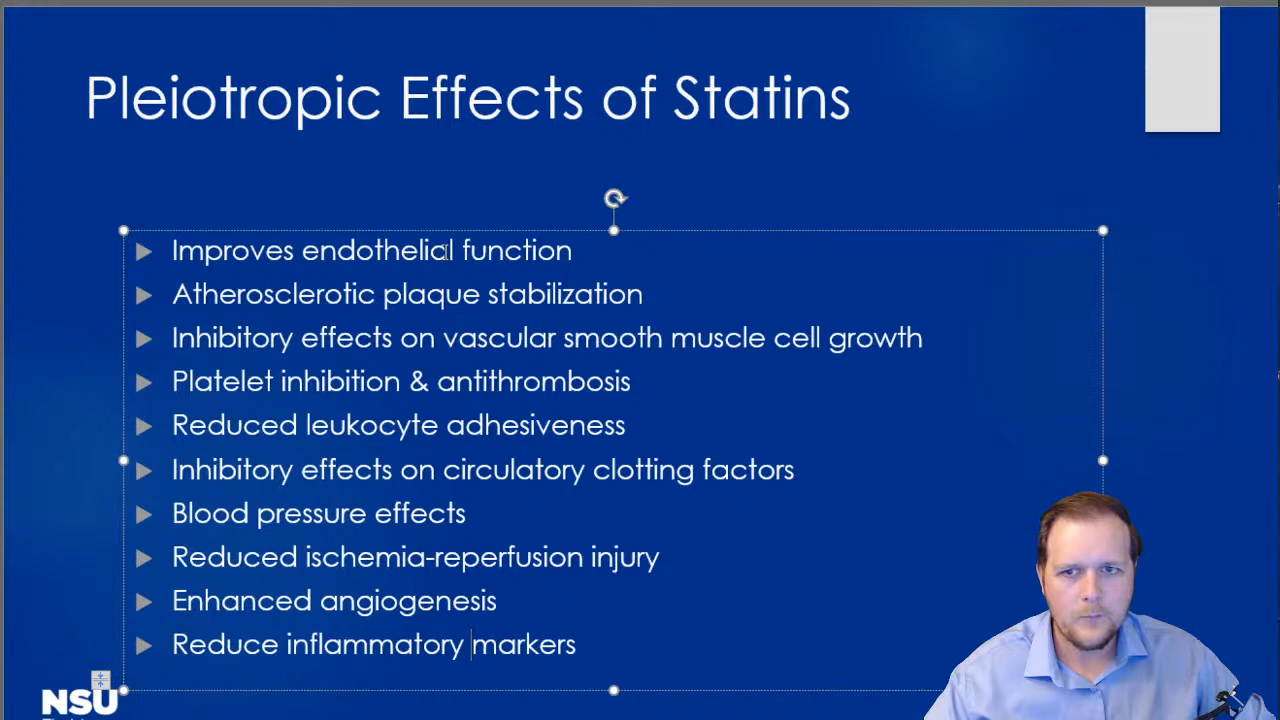 Pleiotropic Effects of Statins
Improves endothelial function
Atherosclerotic plaque stabilization
Inhibitory effects on vascular smooth muscle cell growth
Platelet inhibition & antithrombosis
Reduced leukocyte adhesiveness
Inhibitory effects on circulatory clotting factors
Blood pressure effects
Reduced ischemia-reperfusion injury
Enhanced angiogenesis
Reduce inflammatory markers
NSU